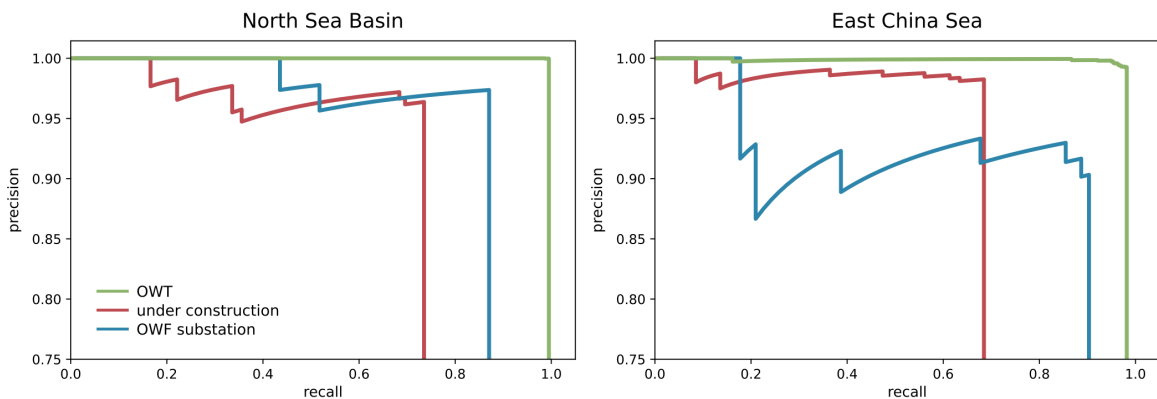 North Sea Basin
1.00
0.95
0.90
0.85
0.80
0.75
precision
OWT
under construction
OWF substation
0.0
0.2
0.4
0.6
0.8
1.0
recall
East China Sea
1.00
0.95
0.90
0.85
0.80
0.75
precision
0.0
0.2
0.4
0.6
0.8
1.0
recall